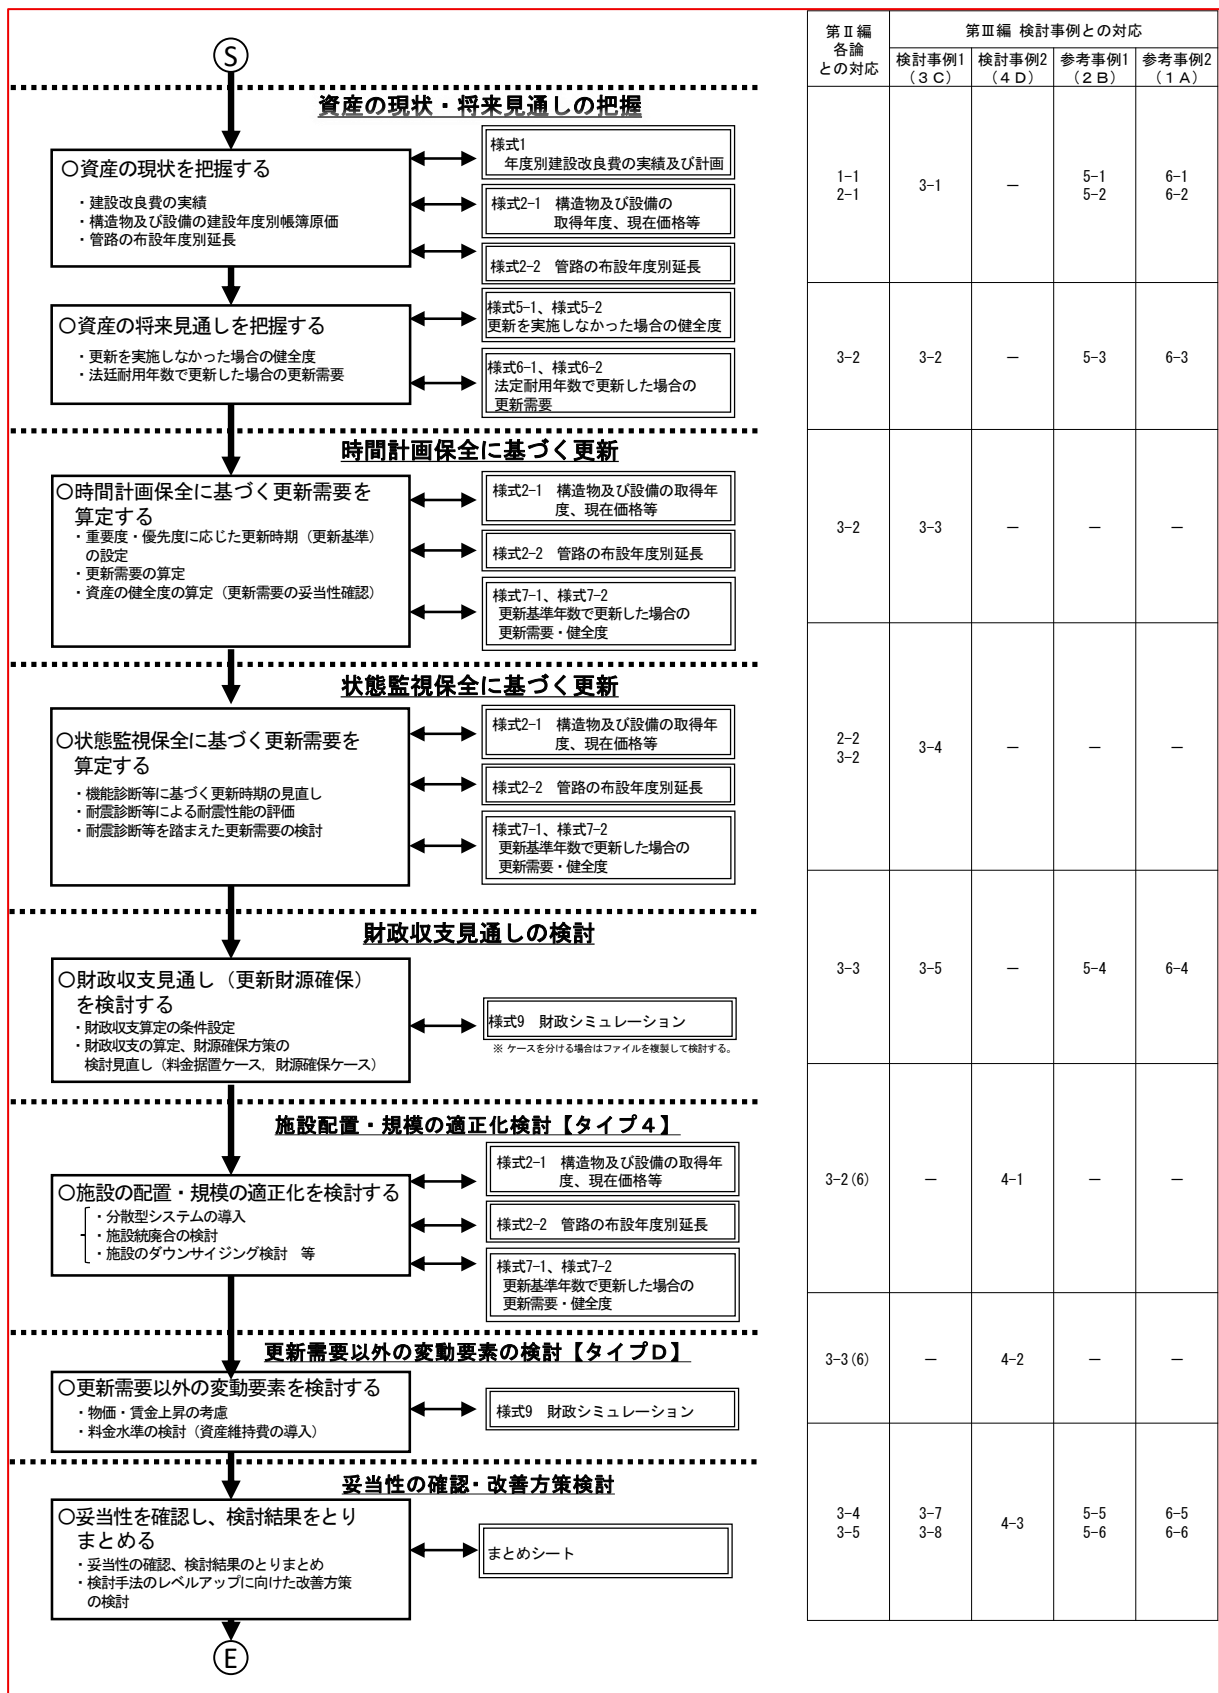 Ⓢ
資産の現状・将来見通しの把握
○資産の現状を把握する
・建設改良費の実績
・構造物及び設備の建設年度別帳簿原価
・管路の布設年度別延長
様式1
年度別建設改良費の実績及び計画
様式2-1 構造物及び設備の
取得年度、現在価格等
様式2-2 管路の布設年度別延長
○資産の将来見通しを把握する
・更新を実施しなかった場合の健全度
・法廷耐用年数で更新した場合の更新需要
様式5-1、様式5-2
更新を実施しなかった場合の健全度
様式6-1、様式6-2
法定耐用年数で更新した場合の
更新需要
時間計画保全に基づく更新
○時間計画保全に基づく更新需要を
算定する
・重要度・優先度に応じた更新時期（更新基準）
の設定
・更新需要の算定
・資産の健全度の算定（更新需要の妥当性確認）
様式2-1 構造物及び設備の取得年
度、現在価格等
様式2-2 管路の布設年度別延長
様式7-1、様式7-2
更新基準年数で更新した場合の
更新需要・健全度
状態監視保全に基づく更新
○状態監視保全に基づく更新需要を
算定する
・機能診断等に基づく更新時期の見直し
・耐震診断等による耐震性能の評価
・耐震診断等を踏まえた更新需要の検討
様式2-1 構造物及び設備の取得年
度、現在価格等
様式2-2 管路の布設年度別延長
様式7-1、様式7-2
更新基準年数で更新した場合の
更新需要・健全度
財政収支見通しの検討
○財政収支見通し（更新財源確保）
を検討する
・財政収支算定の条件設定
・財政収支の算定、財源確保方策の
検討見直し（料金据置ケース，財源確保ケース）
様式9 財政シミュレーション
※ ケースを分ける場合はファイルを複製して検討する。
施設配置・規模の適正化検討【タイプ４】
○施設の配置・規模の適正化を検討する
・分散型システムの導入
・施設統廃合の検討
・施設のダウンサイジング検討 等
様式2-1 構造物及び設備の取得年
度、現在価格等
様式2-2 管路の布設年度別延長
様式7-1、様式7-2
更新基準年数で更新した場合の
更新需要・健全度
更新需要以外の変動要素の検討【タイプＤ】
○更新需要以外の変動要素を検討する
・物価・賃金上昇の考慮
・料金水準の検討（資産維持費の導入）
様式9 財政シミュレーション
妥当性の確認・改善方策検討
○妥当性を確認し、検討結果をとり
まとめる
・妥当性の確認、検討結果のとりまとめ
・検討手法のレベルアップに向けた改善方策
の検討
まとめシート
Ⓔ
第Ⅱ編
各論
との対応
第Ⅲ編 検討事例との対応
検討事例1 検討事例2 参考事例1 参考事例2
（３Ｃ） （４Ｄ） （２Ｂ） （１Ａ）
1-1 3-1 － 5-1 6-1
2-1 5-2 6-2
3-2 3-2 － 5-3 6-3
3-2 3-3 － － －
2-2 3-4 － － －
3-2
3-3 3-5 － 5-4 6-4
3-2(6) － 4-1 － －
3-3(6) － 4-2 － －
3-4 3-7 4-3 5-5 6-5
3-5 3-8 5-6 6-6